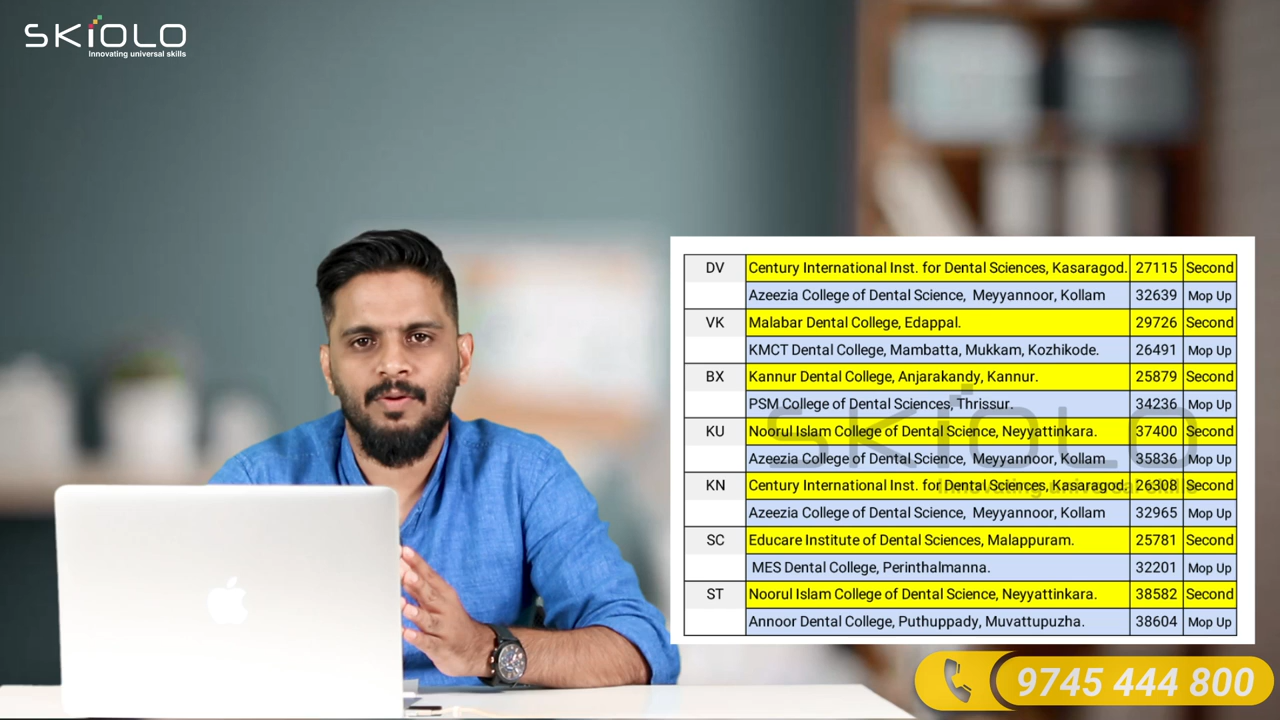 SKIOLO
Innovating universal skills
DV Century International Inst. for Dental Sciences, Kasaragod. 27115 Second
Azeezia College of Dental Science, Meyyannoor, Kollam 32639 Mop Up
VK Malabar Dental College, Edappal. 29726 Second
KMCT Dental College, Mambatta, Mukkam, Kozhikode. 26491 Mop Up
BX Kannur Dental College, Anjarakandy, Kannur. 25879 Second
PSM College of Dental Sciences, Thrissur. 34236 Mop Up
KU Noorul Islam College of Dental Science, Neyyattinkara. 37400 Second
Azeezia College of Dental Science, Meyyannoor, Kollam 35836 Mop Up
KN Century International Inst. for Dental Sciences, Kasaragod. 26308 Second
Azeezia College of Dental Science, Meyyannoor, Kollam 32965 Mop Up
SC Educare Institute of Dental Sciences, Malappuram. 25781 Second
MES Dental College, Perinthalmanna. 32201 Mop Up
ST Noorul Islam College of Dental Science, Neyyattinkara. 38582 Second
Annoor Dental College, Puthuppady, Muvattupuzha. 38604 Mop Up
SKIOLO
Innovating universal skills
9745 444 800